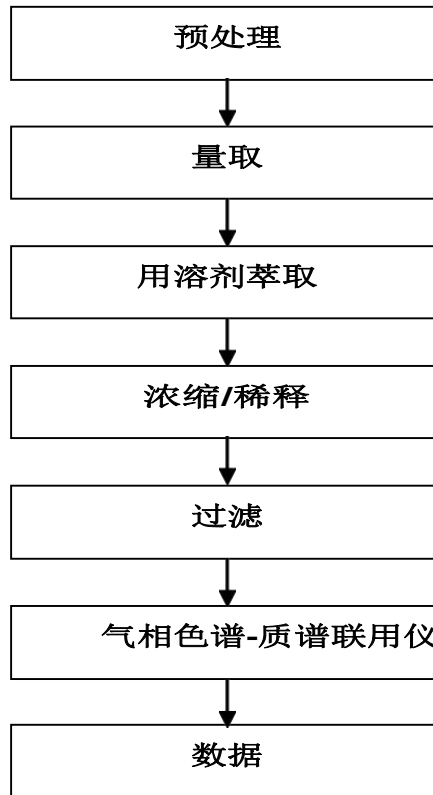 预处理
量取
用溶剂萃取
浓缩/稀释
过滤
气相色谱-质谱联用仪
数据